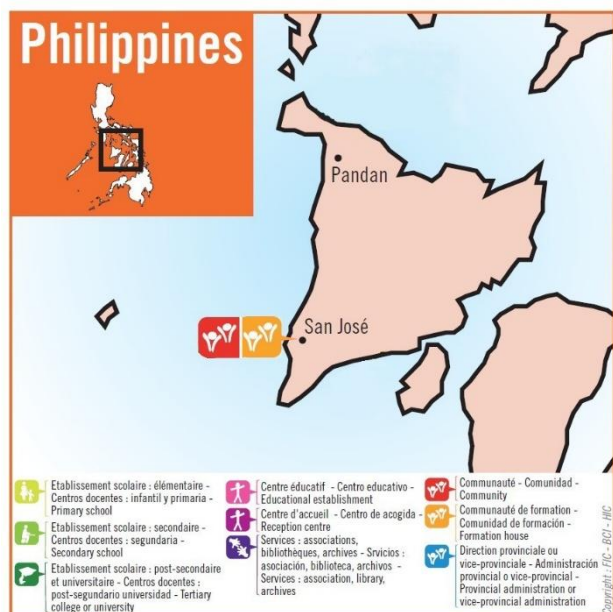 Philippines
Pandan
San José
Etablissement scolaire : élémentaire -
Centros docentes : infantil y primaria -
Primary school
Etablissement scolaire : secondaire -
Centros docentes : segundaria -
Secondary school
Etablissement scolaire : post-secondaire
et universitaire - Centros docentes :
post-segundario universidad - Tertiary
college or university
Centre éducatif - Centro educativo -
Educational establishment
Centre d'accueil - Centro de acogida -
Reception centre
Services : associations,
bibliothèques, archives - Srvicios :
asociación, biblioteca, archivos -
Services : association, library,
archives
Communauté - Comunidad -
Community
Communauté de formation -
Comunidad de formación -
Formation house
Direction provinciale ou
vice-provinciale - Administración
provincial o vice-provincial -
Provincial administration or
vice-provincial administration
Copyright : FIC - BCI - HIC